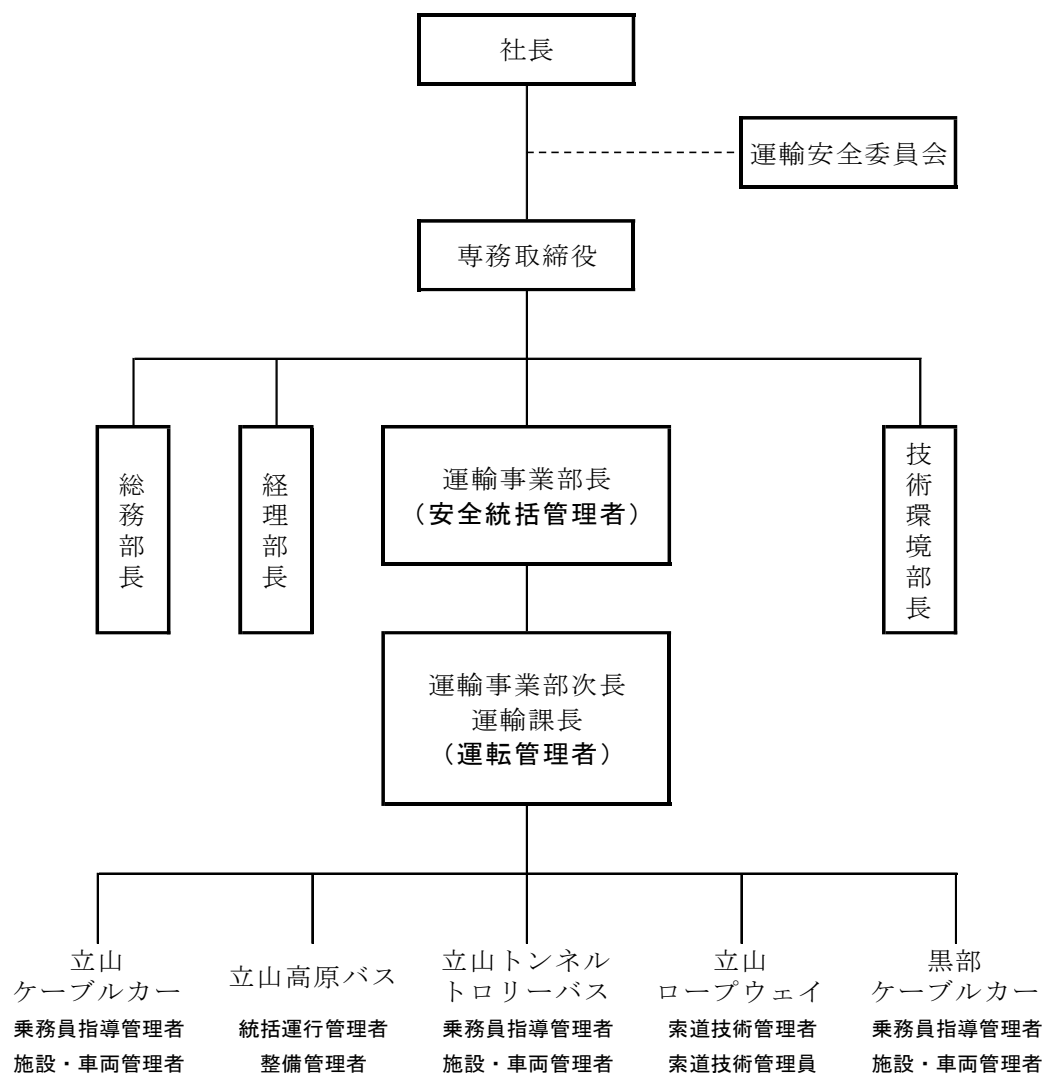 社長
運輸安全委員会
専務取締役
総務部長
経理部長
運輸事業部長
（安全統括管理者）
技術環境部長
運輸事業部次長
運輸課長
（運転管理者）
立山
ケーブルカー
乗務員指導管理者
施設・車両管理者
立山高原バス
統括運行管理者
整備管理者
立山トンネル
トロリーバス
乗務員指導管理者
施設・車両管理者
立山
ロープウェイ
索道技術管理者
索道技術管理員
黒部
ケーブルカー
乗務員指導管理者
施設・車両管理者